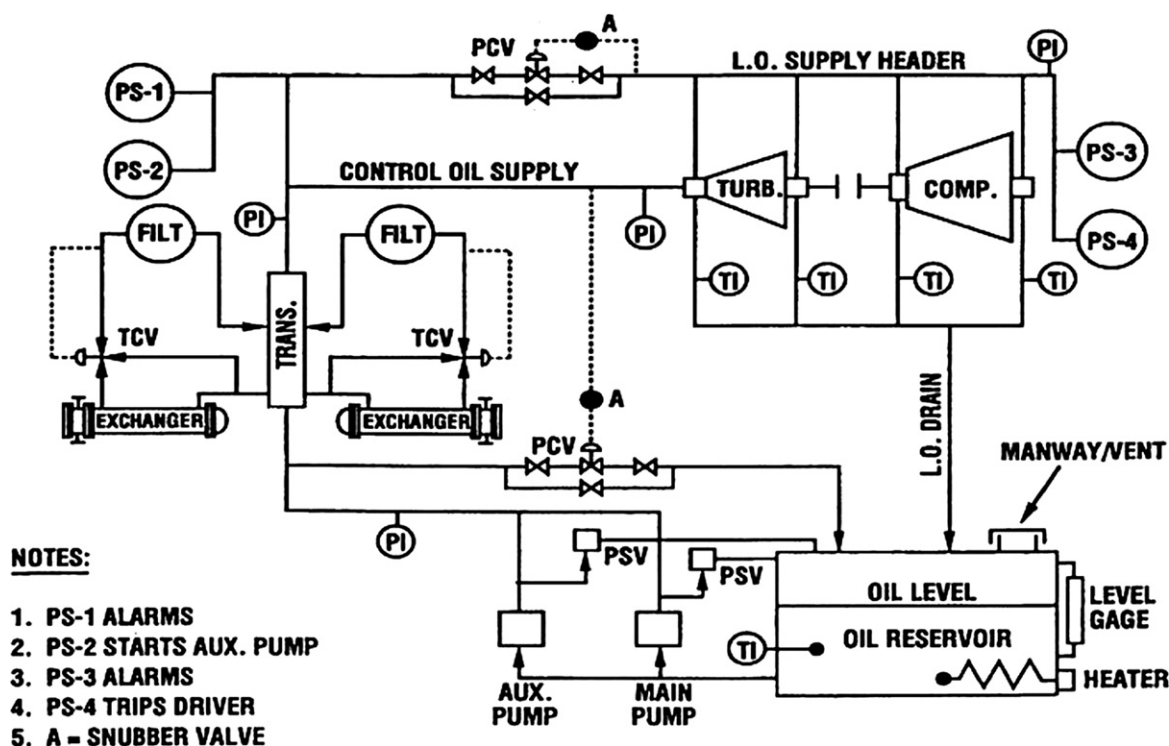 A
PCV
L.O. SUPPLY HEADER
PI
PS-1
PS-2
PS-3
PS-4
CONTROL OIL SUPPLY
TURB.
COMP.
PI
PI
FILT
FILT
TI
TI
TI
TI
TRANS.
TCV
TCV
EXCHANGER
EXCHANGER
A
PCV
L.O. DRAIN
MANWAY/VENT
PI
PSV
PSV
OIL LEVEL
OIL RESERVOIR
LEVEL
GAGE
TI
HEATER
AUX.
PUMP
MAIN
PUMP
NOTES:
1. PS-1 ALARMS
2. PS-2 STARTS AUX. PUMP
3. PS-3 ALARMS
4. PS-4 TRIPS DRIVER
5. A = SNUBBER VALVE